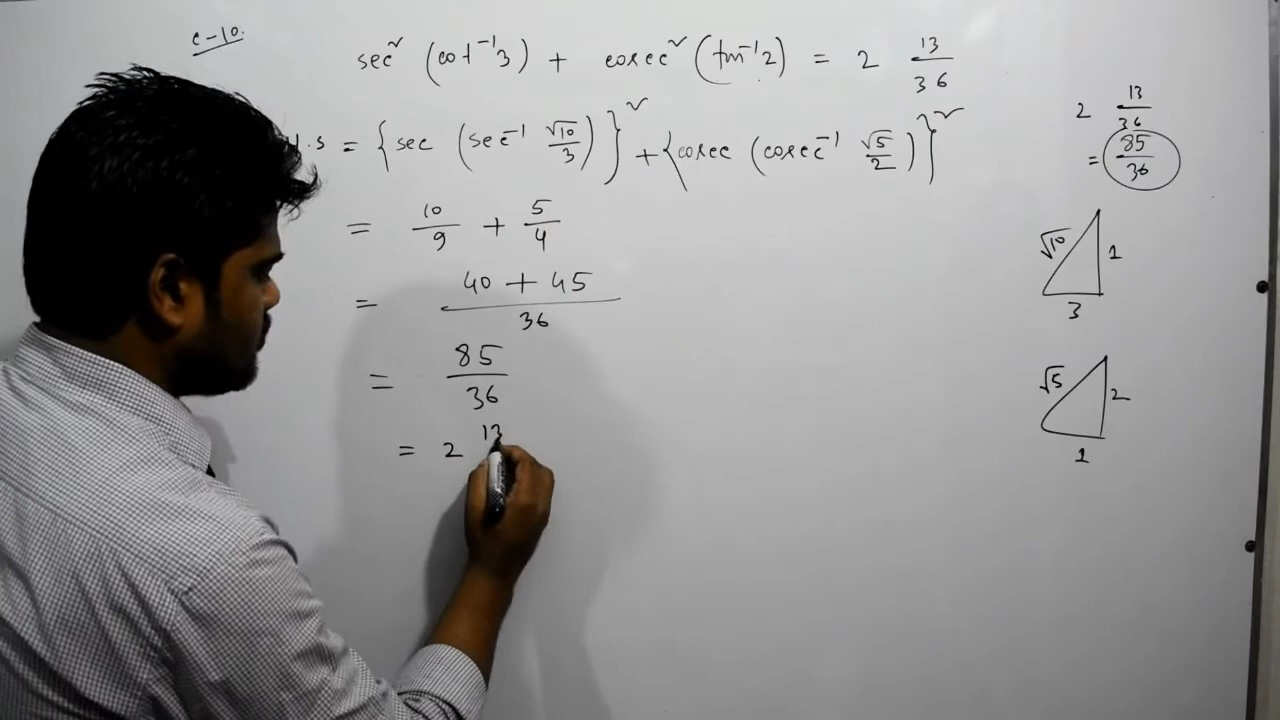 c-10.
sec² (cot⁻¹3) + cosec² (tan⁻¹2) = 2 13/36
.s = {sec (sec⁻¹ √10/3)}² + {cosec (cosec⁻¹ √5/2)}²
= 10/9 + 5/4
= 40 + 45 / 36
= 85/36
= 2 13
2 13/36
= 85/36
√10 1
3
√5 2
1